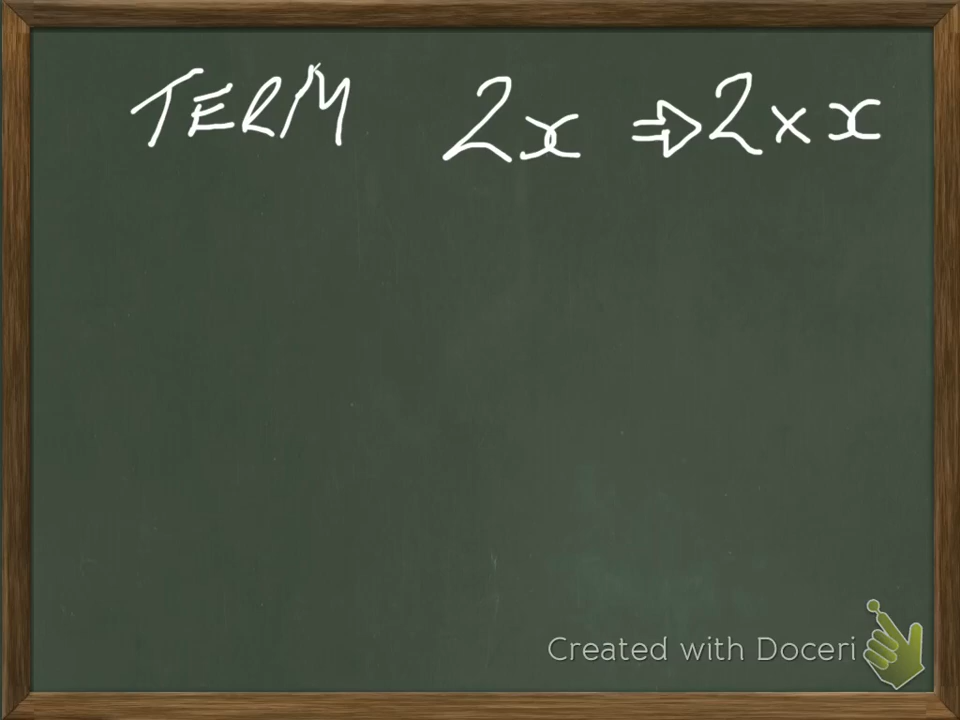 TERM 2x ⇒ 2 × x
Created with Doceri